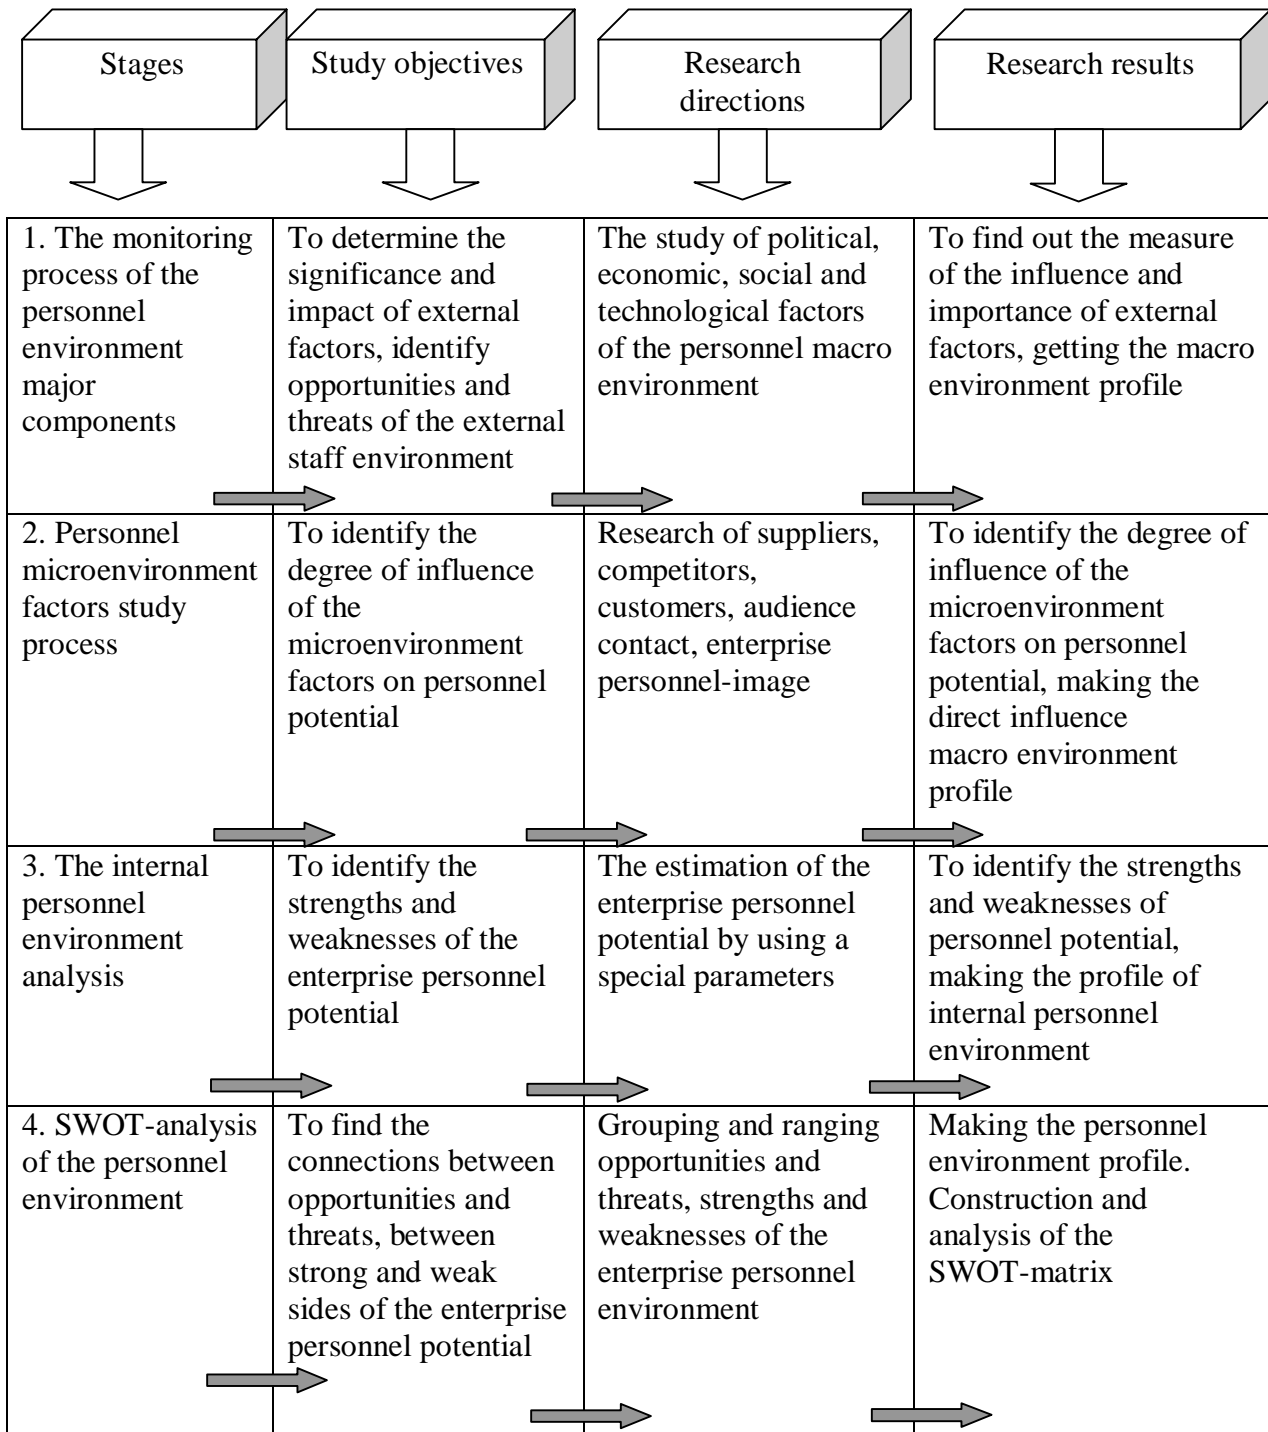 Stages
Study objectives
Research
directions
Research results
1. The monitoring
process of the
personnel
environment
major
components
To determine the
significance and
impact of external
factors, identify
opportunities and
threats of the external
staff environment
The study of political,
economic, social and
technological factors
of the personnel macro
environment
To find out the measure
of the influence and
importance of external
factors, getting the macro
environment profile
2. Personnel
microenvironment
factors study
process
To identify the
degree of influence
of the
microenvironment
factors on personnel
potential
Research of suppliers,
competitors,
customers, audience
contact, enterprise
personnel-image
To identify the degree of
influence of the
microenvironment
factors on personnel
potential, making the
direct influence
macro environment
profile
3. The internal
personnel
environment
analysis
To identify the
strengths and
weaknesses of the
enterprise personnel
potential
The estimation of the
enterprise personnel
potential by using a
special parameters
To identify the strengths
and weaknesses of
personnel potential,
making the profile of
internal personnel
environment
4. SWOT-analysis
of the personnel
environment
To find the
connections between
opportunities and
threats, between
strong and weak
sides of the enterprise
personnel potential
Grouping and ranging
opportunities and
threats, strengths and
weaknesses of the
enterprise personnel
environment
Making the personnel
environment profile.
Construction and
analysis of the
SWOT-matrix